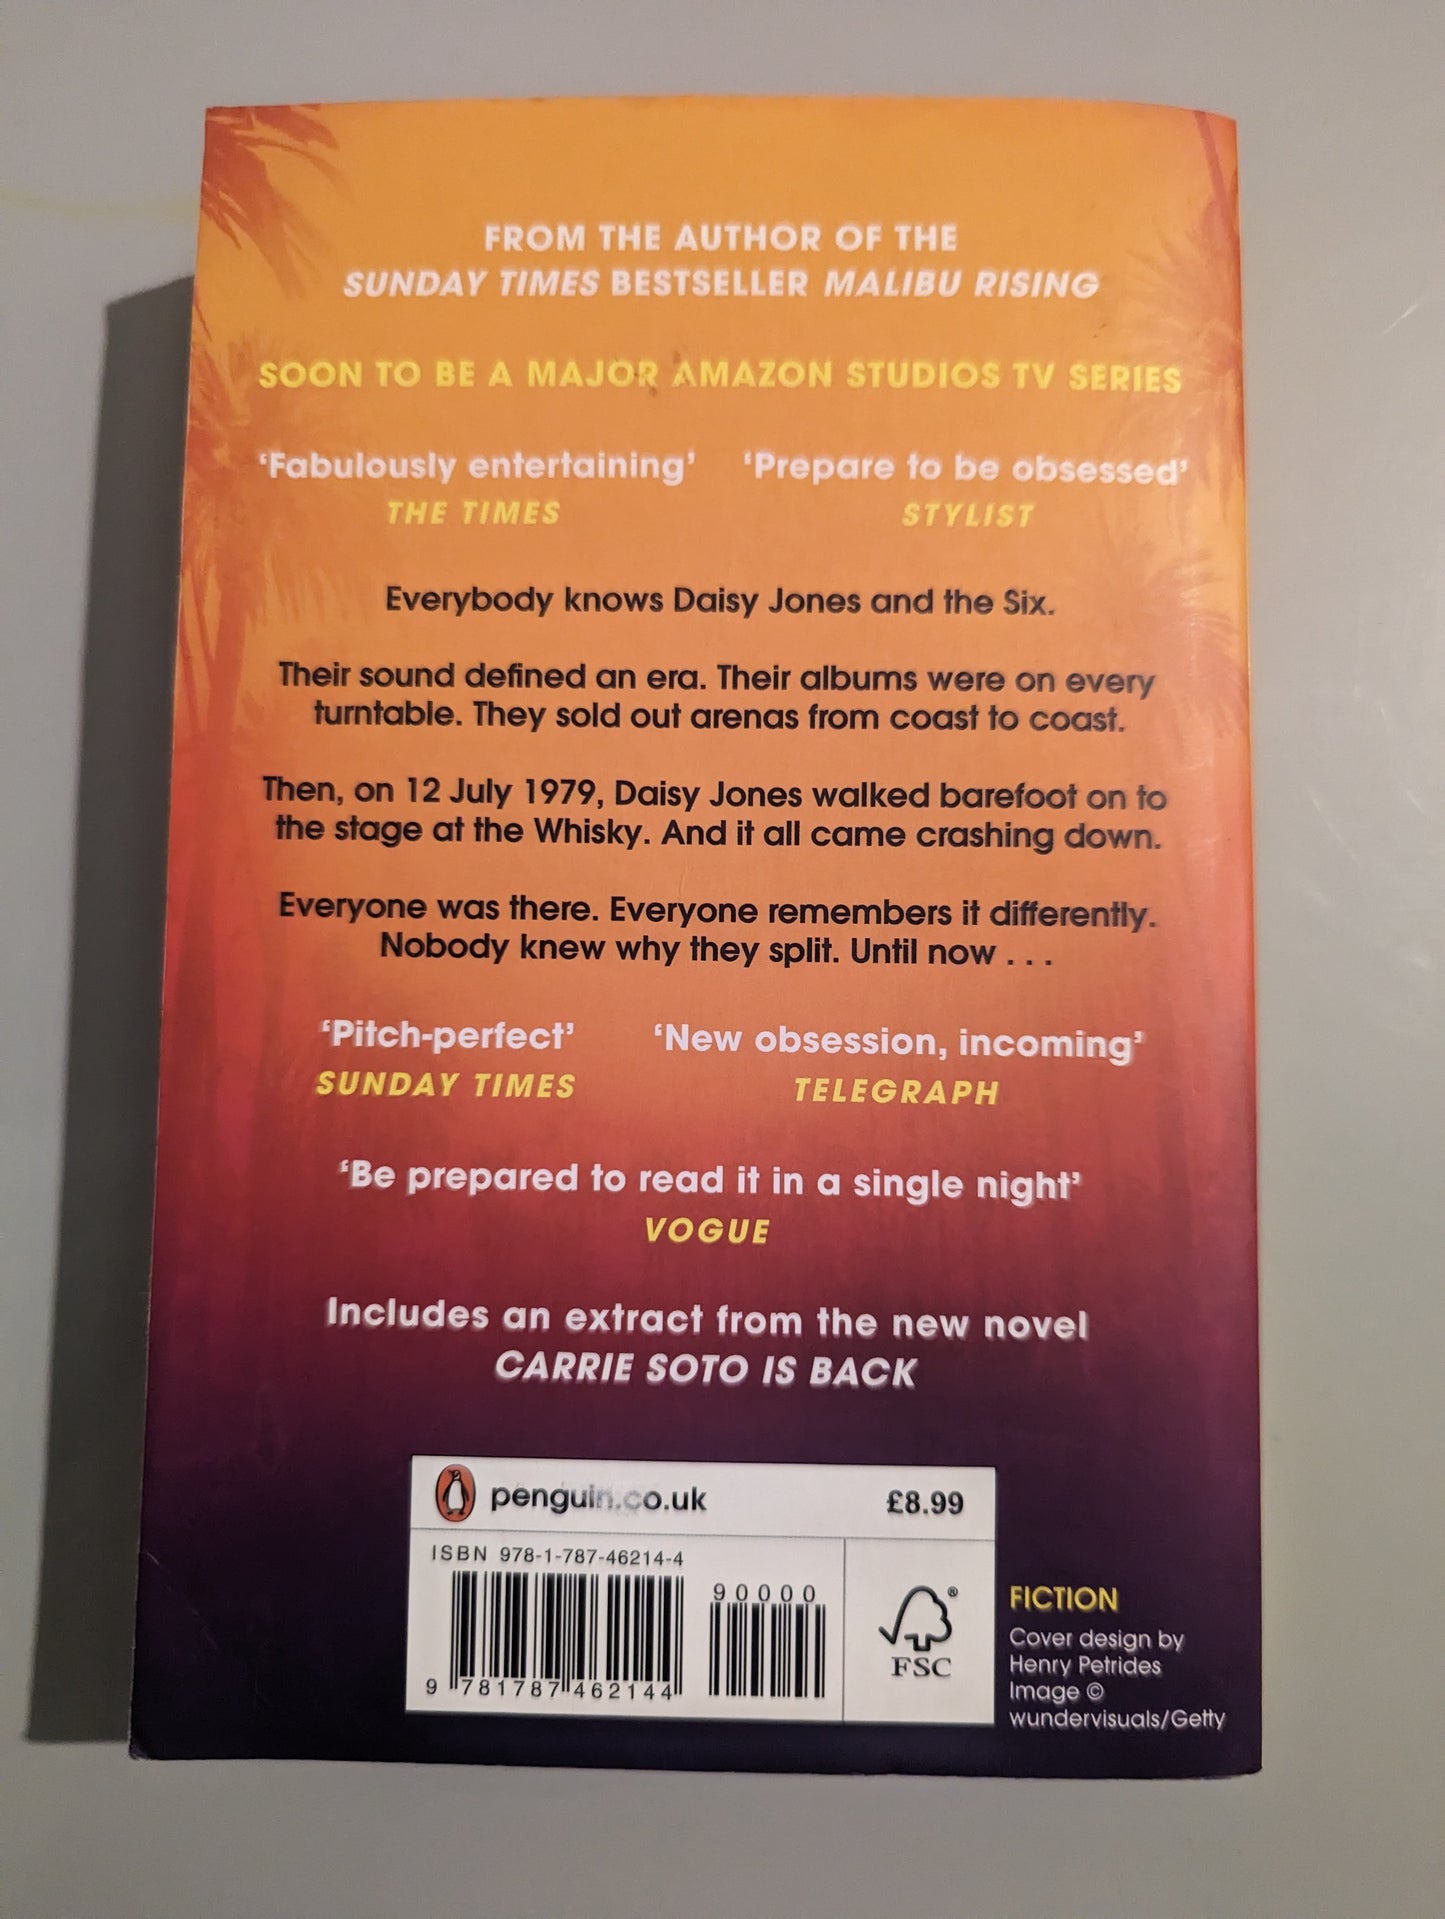 FROM THE AUTHOR OF THE
SUNDAY TIMES BESTSELLER MALIBU RISING
SOON TO BE A MAJOR AMAZON STUDIOS TV SERIES
‘Fabulously entertaining’
THE TIMES
‘Prepare to be obsessed’
STYLIST
Everybody knows Daisy Jones and the Six.
Their sound defined an era. Their albums were on every
turntable. They sold out arenas from coast to coast.
Then, on 12 July 1979, Daisy Jones walked barefoot on to
the stage at the Whisky. And it all came crashing down.
Everyone was there. Everyone remembers it differently.
Nobody knew why they split. Until now . . .
‘Pitch-perfect’
SUNDAY TIMES
‘New obsession, incoming’
TELEGRAPH
‘Be prepared to read it in a single night’
VOGUE
Includes an extract from the new novel
CARRIE SOTO IS BACK
penguin.co.uk
£8.99
ISBN 978-1-787-46214-4
90000
9 781787 462144
®
FSC
FICTION
Cover design by
Henry Petrides
Image ©
wundervisuals/Getty